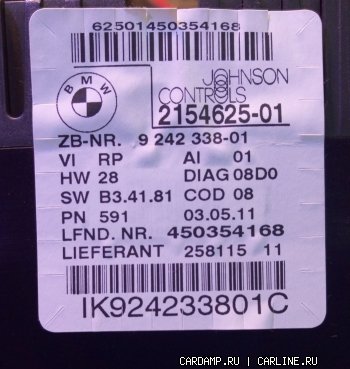 62501450354168
BMW
JOHNSON
CONTROLS
2154625-01
ZB-NR. 9 242 338-01
VI RP AI 01
HW 28 DIAG 08D0
SW B3.41.81 COD 08
PN 591 03.05.11
LFND. NR. 450354168
LIEFERANT 258115 11
IK924233801C
CARDAMP.RU | CARLINE.RU